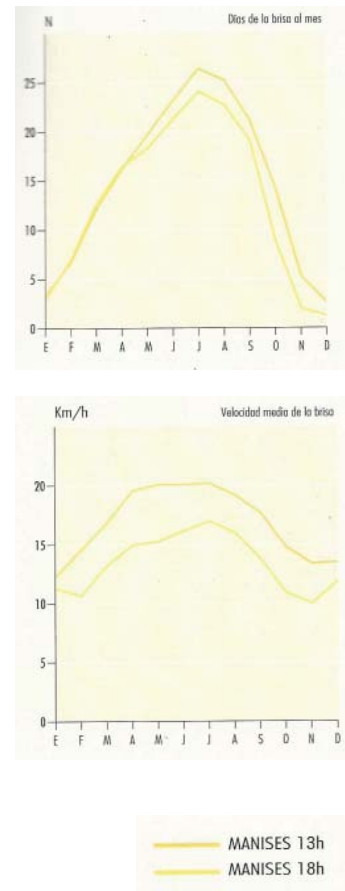 N
Días de la brisa al mes
25
20
15
10
5
0
E F M A M J J A S O N D
Km/h
Velocidad media de la brisa
20
15
10
5
0
E F M A M J J A S O N D
MANISES 13h
MANISES 18h